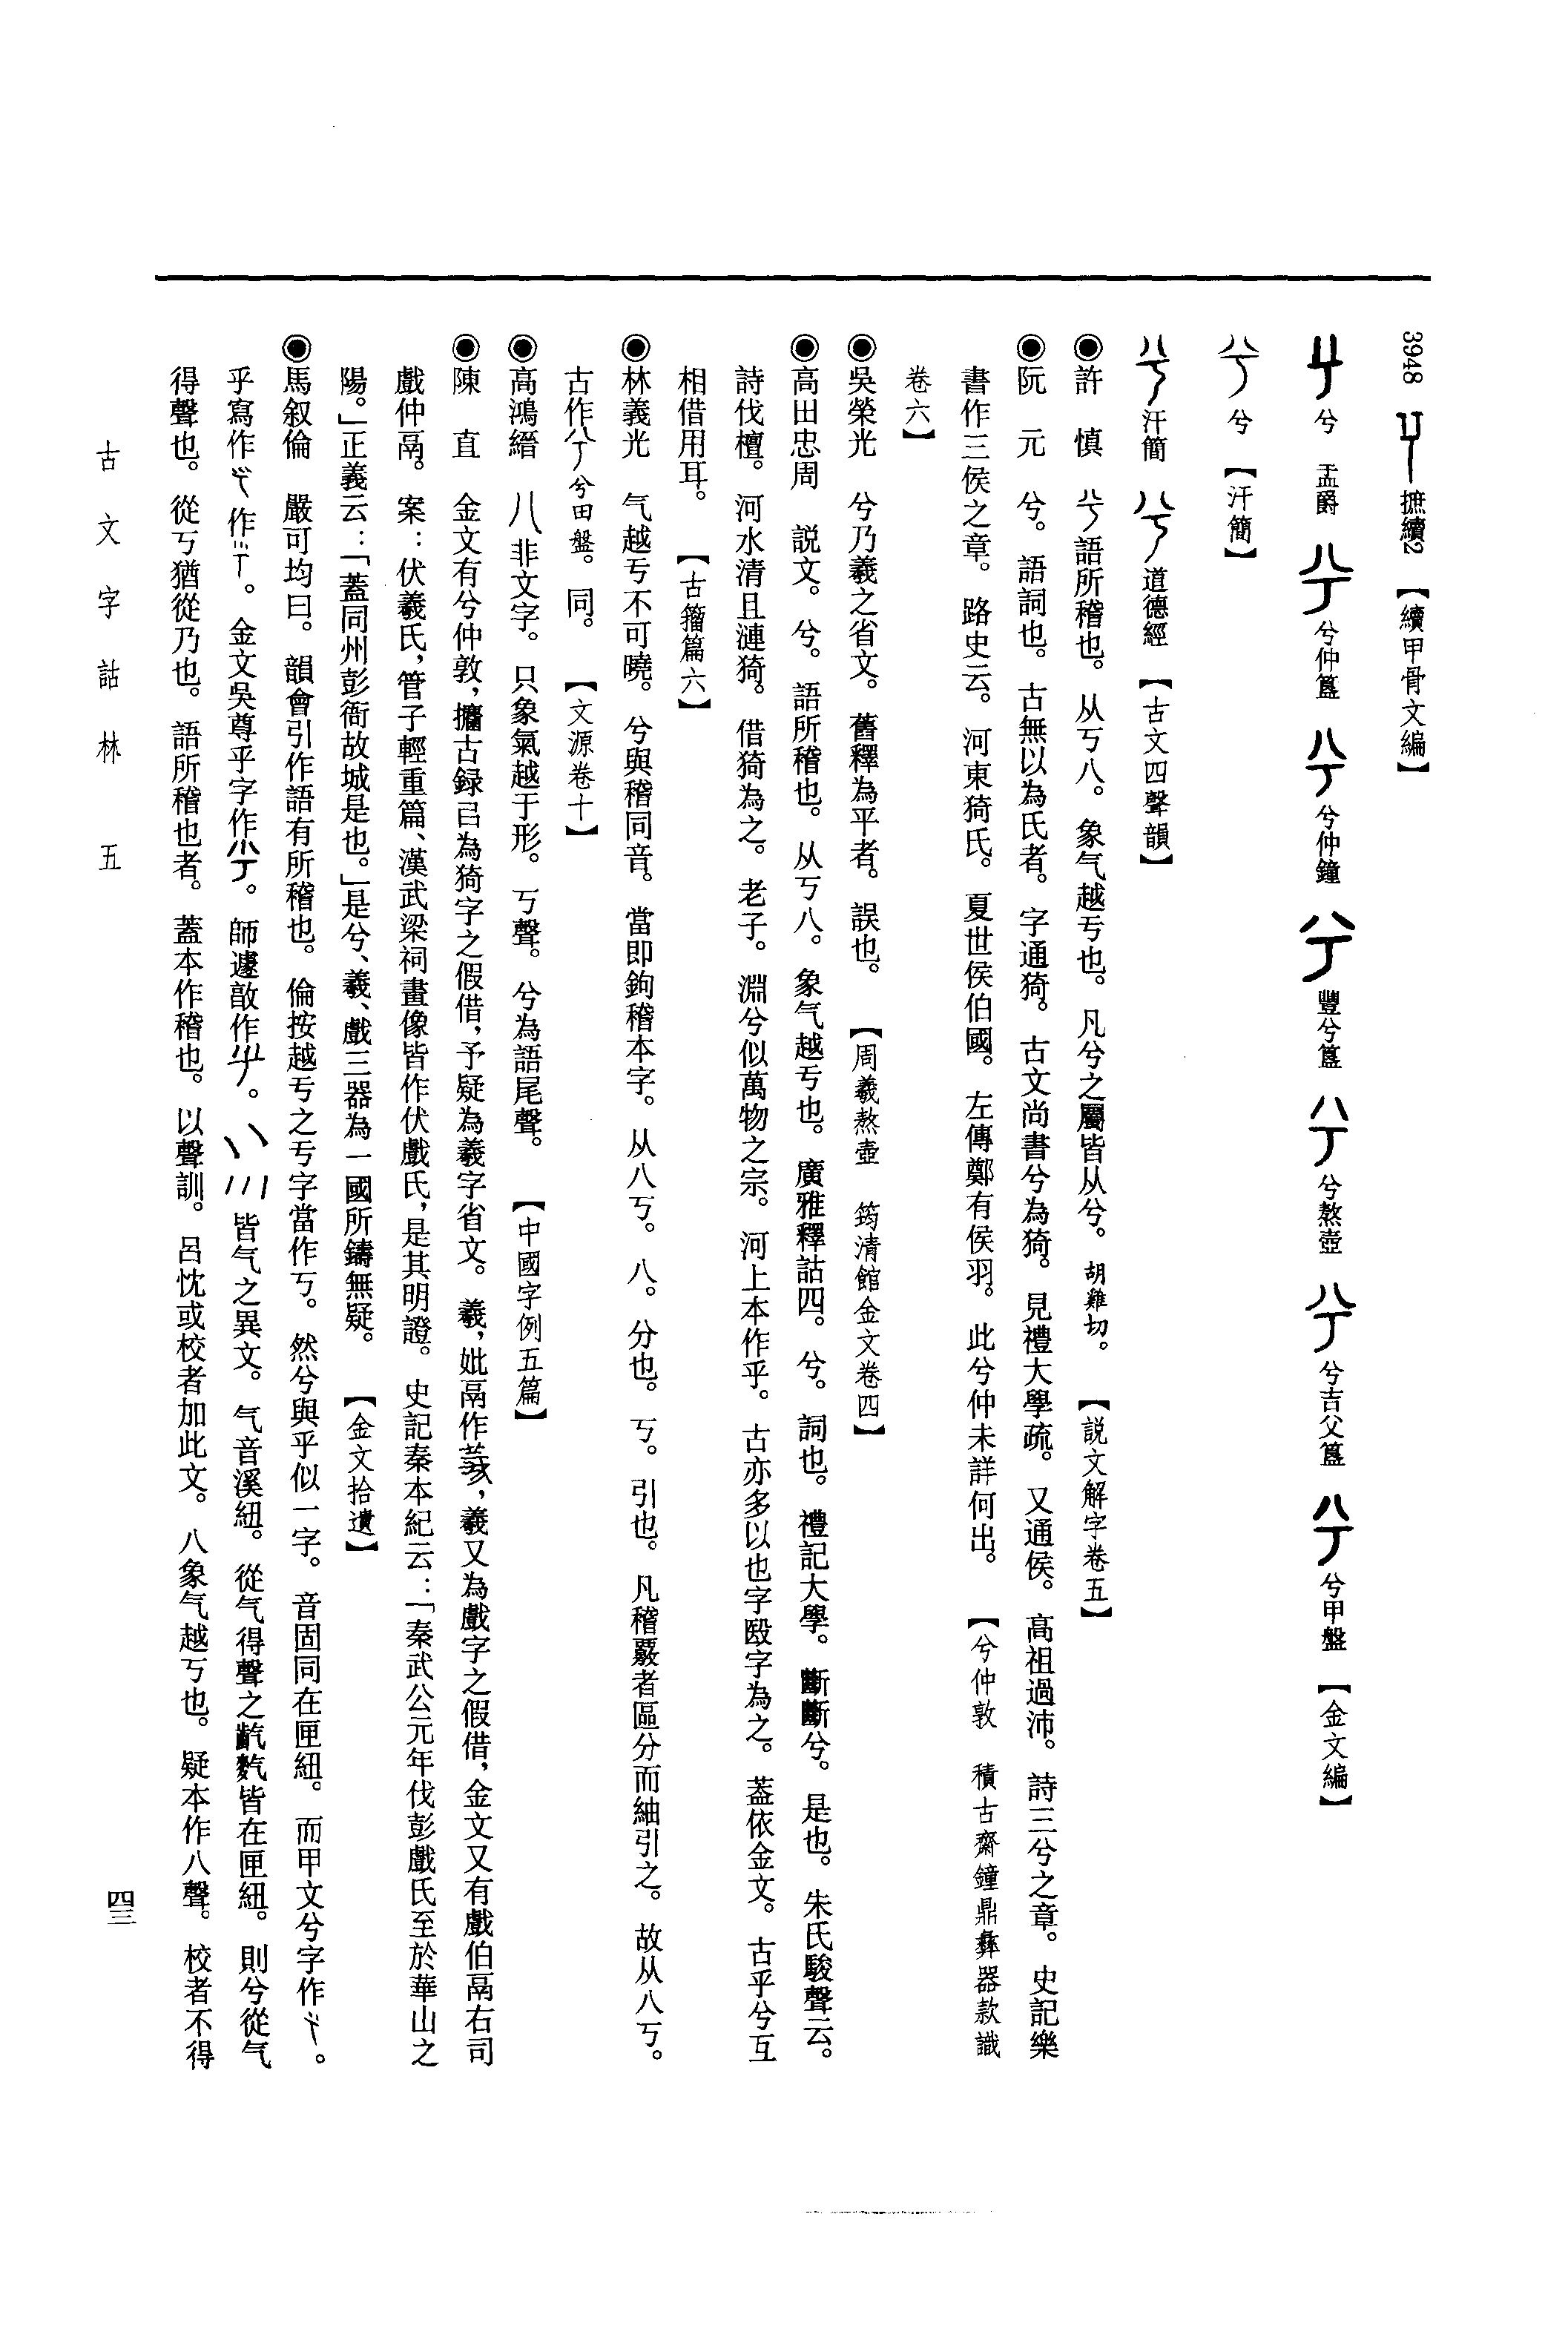 3948 摭續2 【續甲骨文編】
兮 盂爵 兮仲簋 兮仲鐘 豐兮簋 兮熬壺 兮吉父簋 兮甲盤 【金文編】
兮 【汗簡】
汗簡 道德經 【古文四聲韻】
◉許　慎　語所稽也。从丂八。象气越亏也。凡兮之屬皆从兮。胡雞切。【説文解字卷五】
◉阮　元　兮。語詞也。古無以為氏者。字通猗。古文尚書兮為猗。見禮大學疏。又通侯。高祖過沛。詩三兮之章。史記樂
書作三侯之章。路史云。河東猗氏。夏世侯伯國。左傳鄭有侯羽。此兮仲未詳何出。【兮仲敦　積古齋鐘鼎彝器款識
卷六】
◉吳榮光　兮乃羲之省文。舊釋為平者。誤也。【周羲熬壺　筠清館金文卷四】
◉高田忠周　説文。兮。語所稽也。从丂八。象气越亏也。廣雅釋詁四。兮。詞也。禮記大學。斷斷兮。是也。朱氏駿聲云。
詩伐檀。河水清且漣猗。借猗為之。老子。淵兮似萬物之宗。河上本作乎。古亦多以也字殹字為之。葢依金文。古乎兮互
相借用耳。【古籀篇六】
◉林義光　气越亏不可曉。兮與稽同音。當即鉤稽本字。从八丂。八。分也。丂。引也。凡稽覈者區分而紬引之。故从八丂。
古作兮田盤。同。【文源卷十】
◉高鴻縉　八非文字。只象氣越于形。丂聲。兮為語尾聲。【中國字例五篇】
◉陳　直　金文有兮仲敦，攗古録㠯為猗字之假借，予疑為羲字省文。羲，妣鬲作，羲又為戲字之假借，金文又有戲伯鬲右司
戲仲鬲。案：伏羲氏，管子輕重篇、漢武梁祠畫像皆作伏戲氏，是其明證。史記秦本紀云：「秦武公元年伐彭戲氏至於華山之
陽。」正義云：「蓋同州彭衙故城是也。」是兮、羲、戲三器為一國所鑄無疑。【金文拾遺】
◉馬叙倫　嚴可均曰。韻會引作語有所稽也。倫按越亏之亏字當作丂。然兮與乎似一字。音固同在匣紐。而甲文兮字作。
乎寫作作。金文吳尊乎字作。師遽敲作。皆气之異文。气音溪紐。從气得聲之皆在匣紐。則兮從气
得聲也。從丂猶從乃也。語所稽也者。蓋本作稽也。以聲訓。呂忱或校者加此文。八象气越丂也。疑本作八聲。校者不得
古文字詁林　五
四三